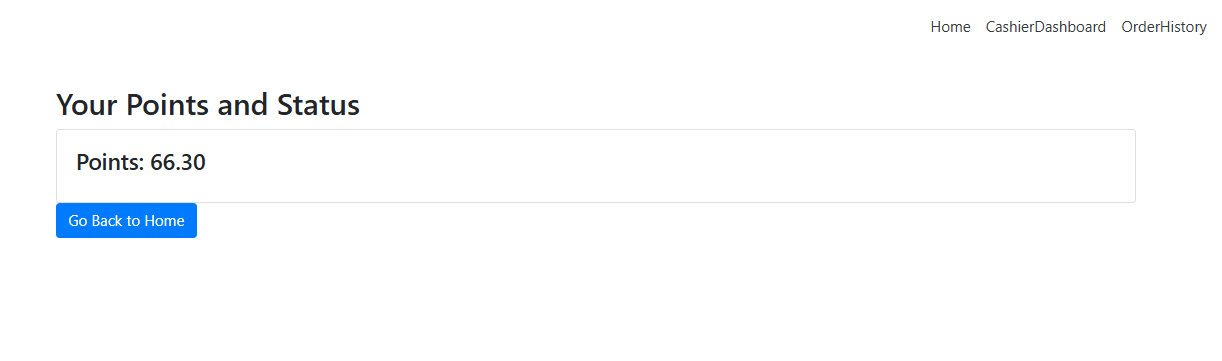 Home CashierDashboard OrderHistory
Your Points and Status
Points: 66.30
Go Back to Home